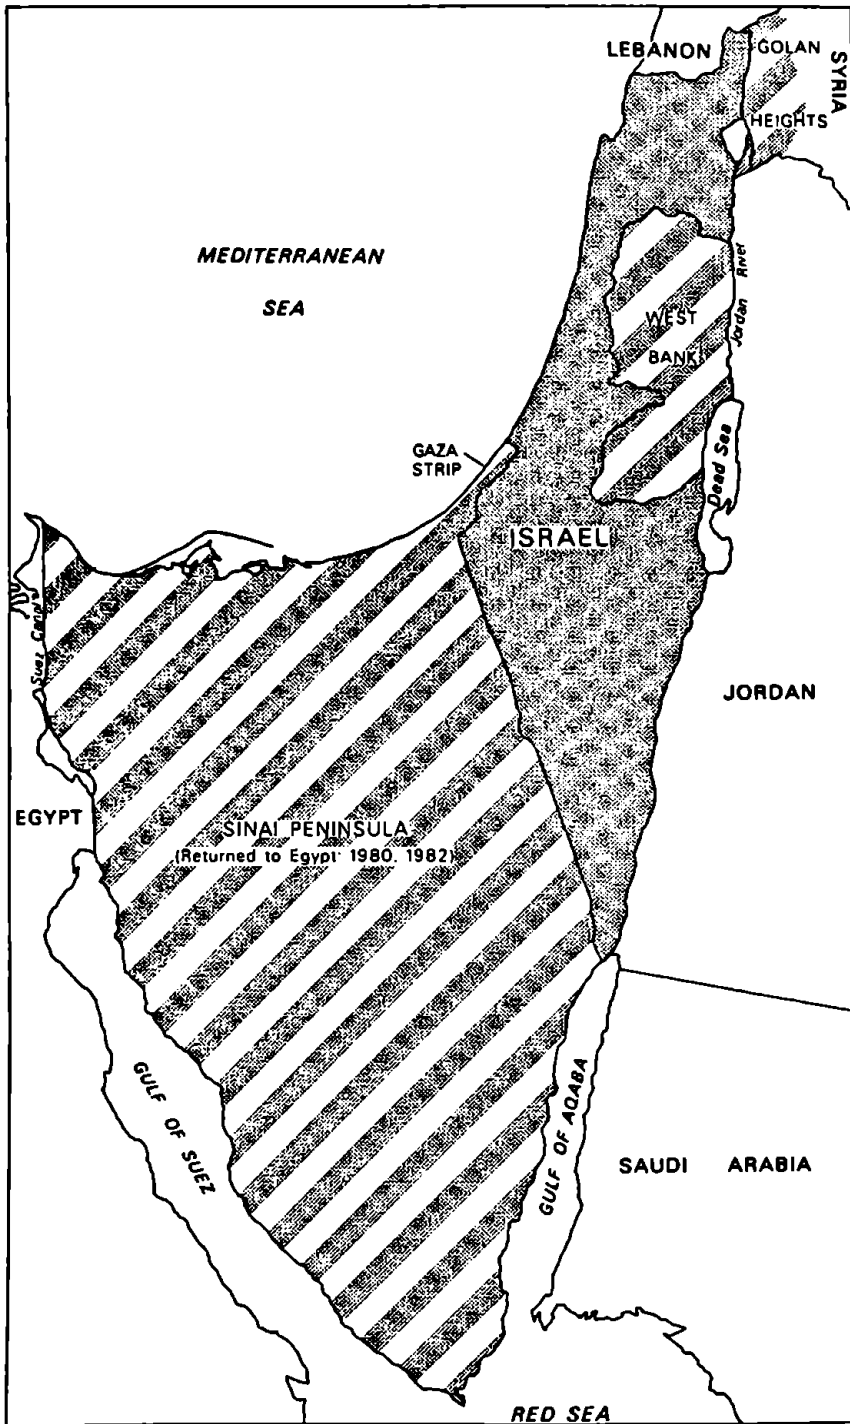 LEBANON
GOLAN
HEIGHTS
SYRIA
MEDITERRANEAN
SEA
WEST
BANK
Jordan River
GAZA
STRIP
Dead Sea
ISRAEL
Suez Canal
JORDAN
EGYPT
SINAI PENINSULA
(Returned to Egypt 1980, 1982)
GULF OF SUEZ
GULF OF AQABA
SAUDI ARABIA
RED SEA